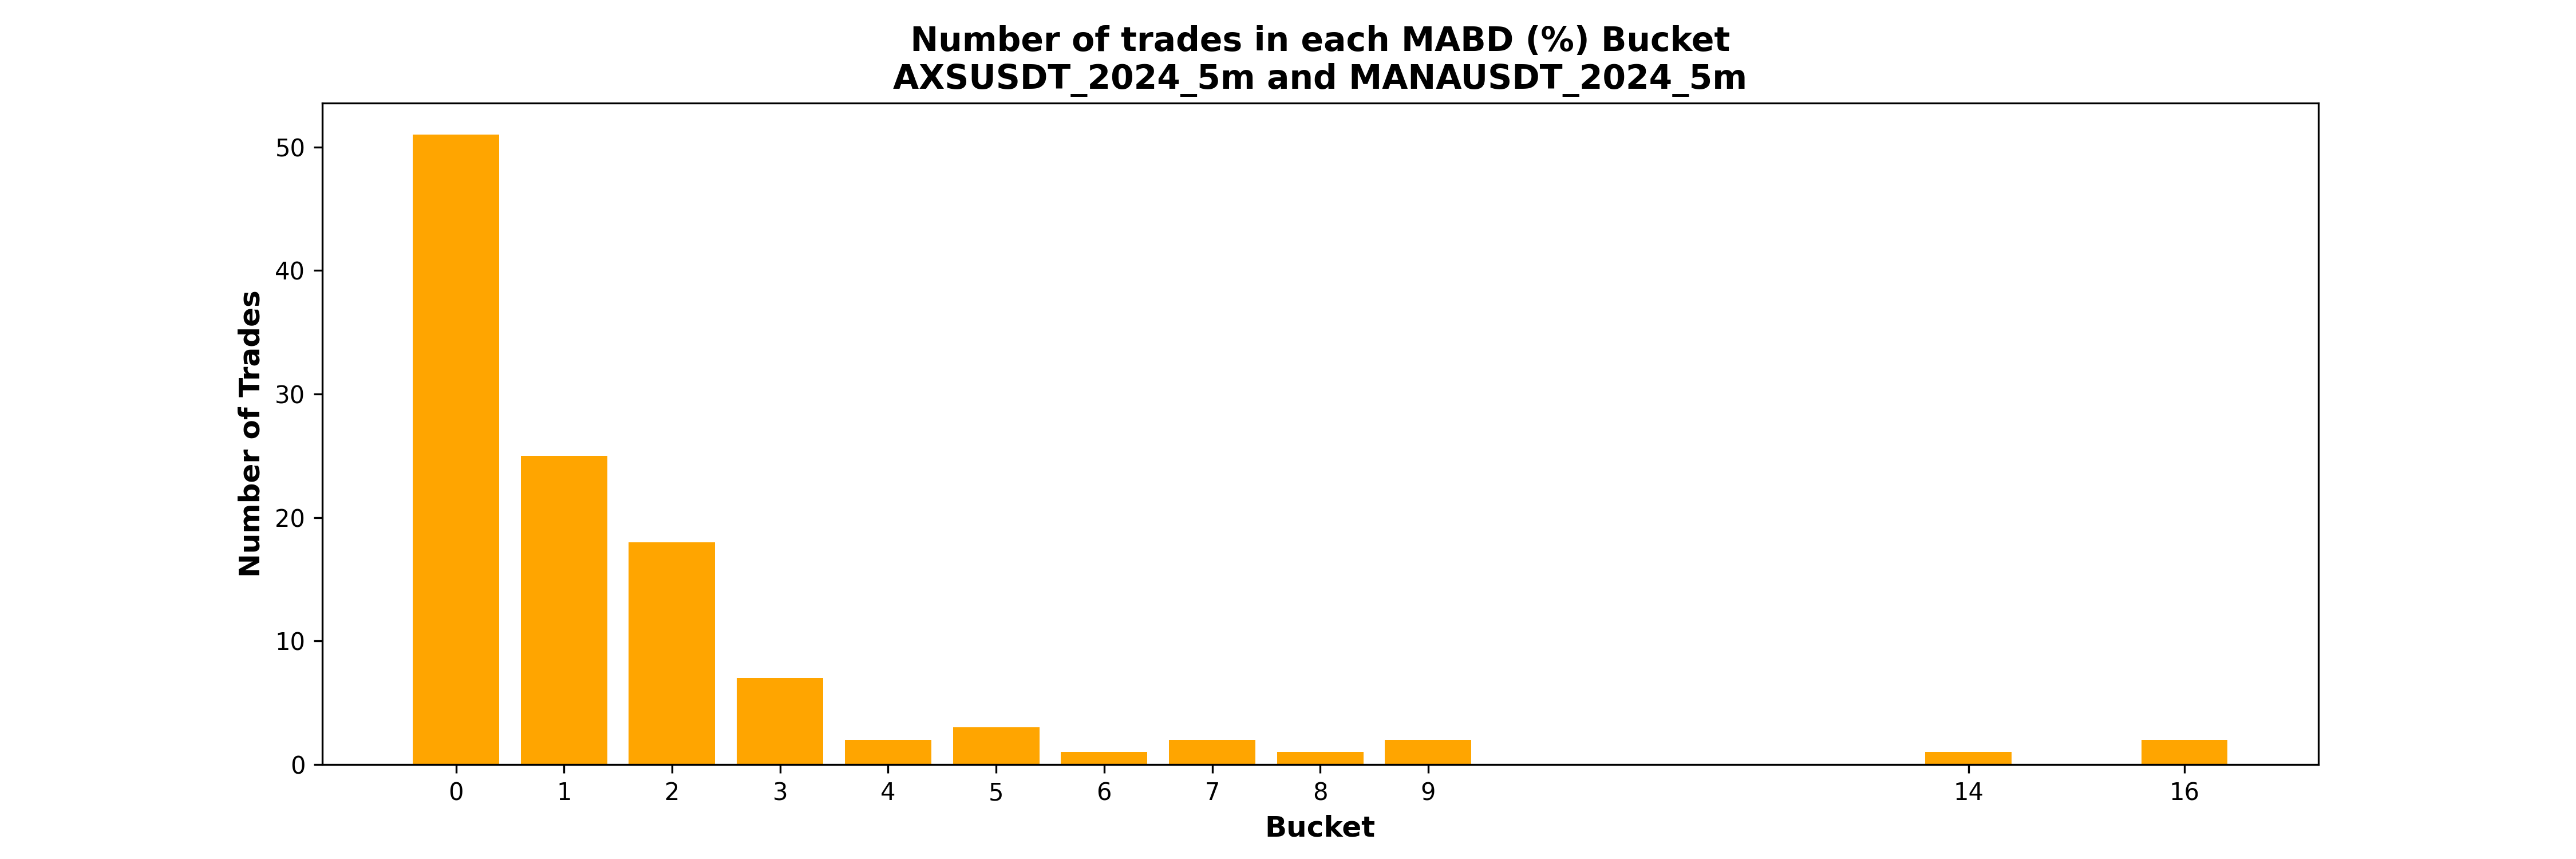 Number of trades in each MABD (%) Bucket
AXSUSDT_2024_5m and MANAUSDT_2024_5m
Number of Trades
50
40
30
20
10
0
0 1 2 3 4 5 6 7 8 9 14 16
Bucket